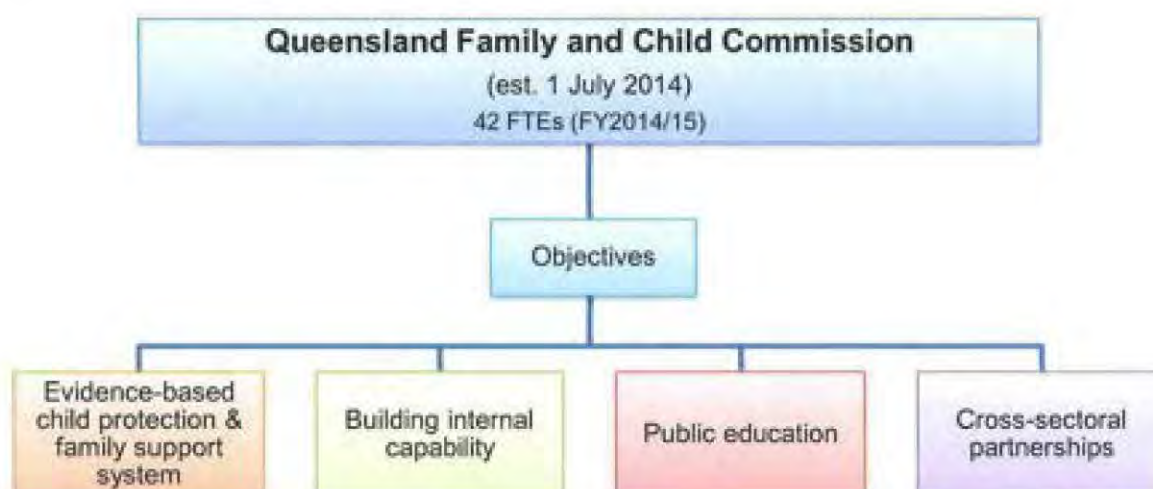 Queensland Family and Child Commission
(est. 1 July 2014)
42 FTEs (FY2014/15)
Objectives
Evidence-based
child protection &
family support
system
Building internal
capability
Public education
Cross-sectoral
partnerships